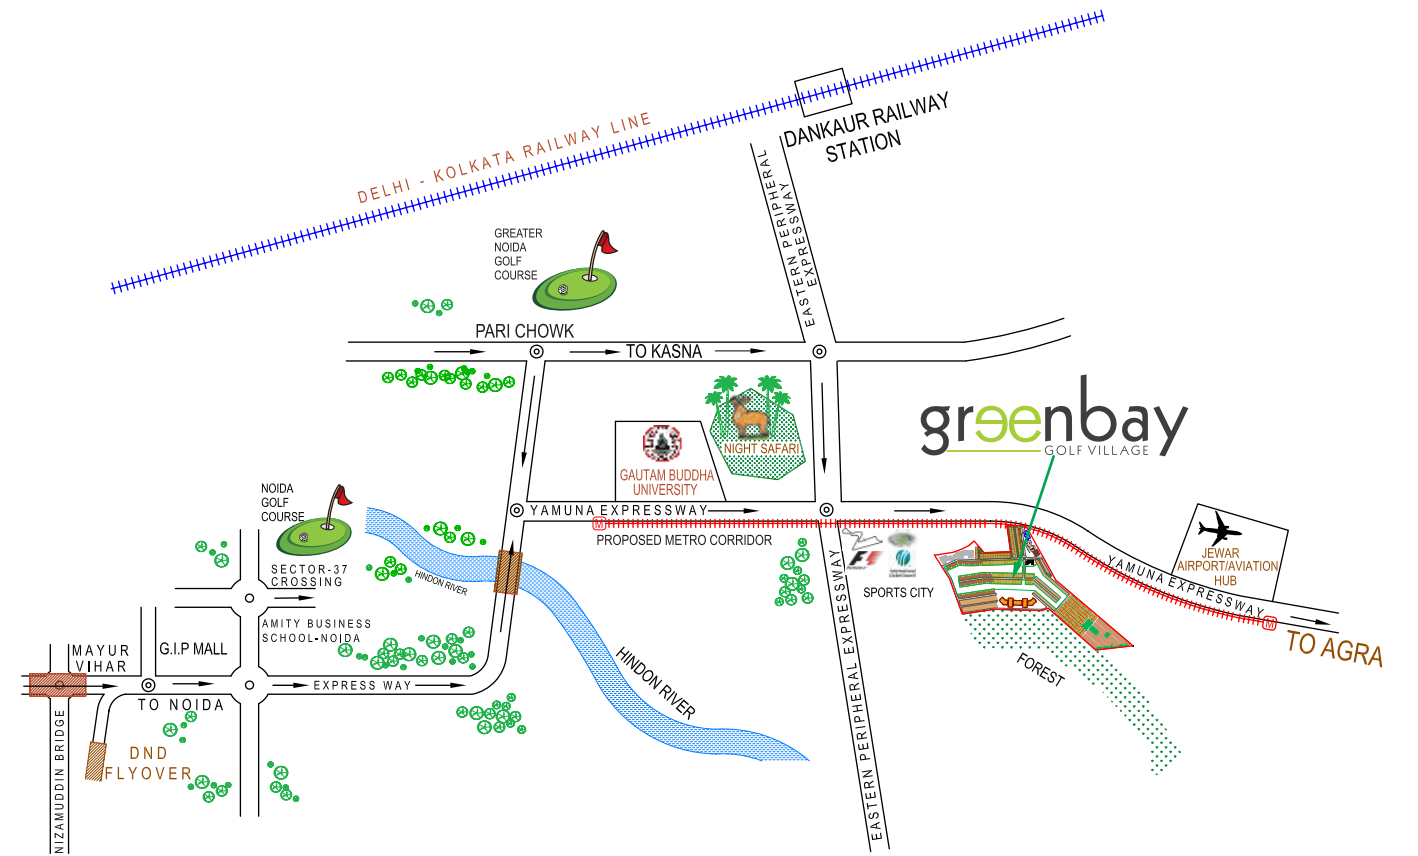 DELHI - KOLKATA RAILWAY LINE
DANKAUR RAILWAY
STATION
EASTERN PERIPHERAL
EXPRESSWAY
GREATER
NOIDA
GOLF
COURSE
PARI CHOWK
TO KASNA
greenbay
GOLF VILLAGE
NIGHT SAFARI
GAUTAM BUDDHA
UNIVERSITY
NOIDA
GOLF
COURSE
YAMUNA EXPRESSWAY
M
PROPOSED METRO CORRIDOR
JEWAR
AIRPORT/AVIATION
HUB
YAMUNA EXPRESSWAY
M
TO AGRA
F1
ICC
SPORTS CITY
SECTOR-37
CROSSING
HINDON RIVER
AMITY BUSINESS
SCHOOL-NOIDA
G.I.P MALL
MAYUR
VIHAR
EXPRESS WAY
TO NOIDA
HINDON RIVER
FOREST
DND
FLYOVER
NIZAMUDDIN BRIDGE
EASTERN PERIPHERAL EXPRESSWAY